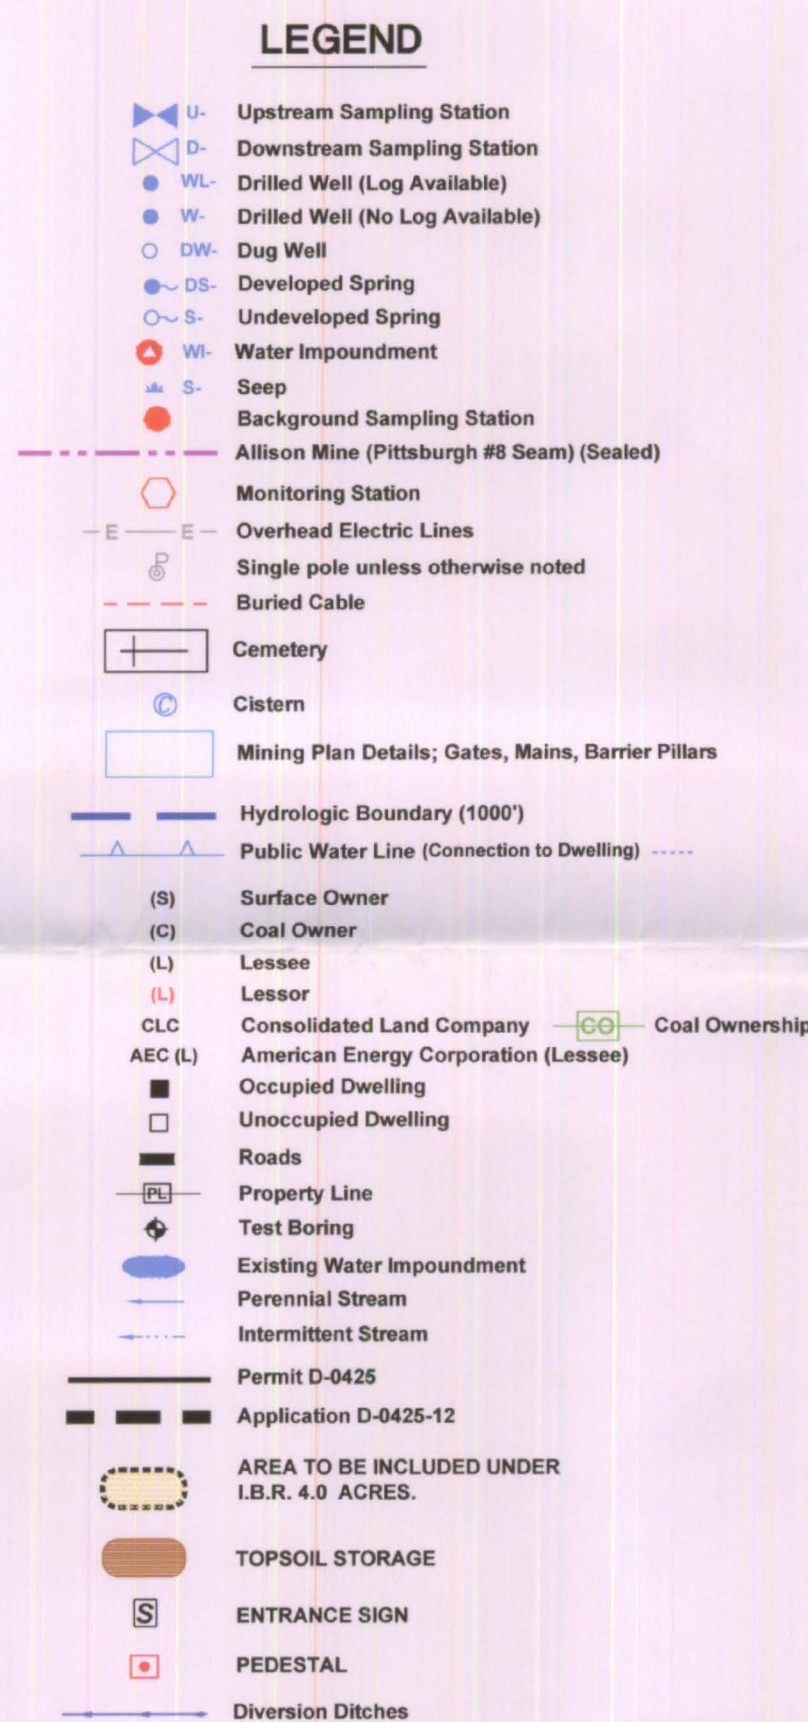 LEGEND
U- Upstream Sampling Station
D- Downstream Sampling Station
WL- Drilled Well (Log Available)
W- Drilled Well (No Log Available)
DW- Dug Well
DS- Developed Spring
S- Undeveloped Spring
WI- Water Impoundment
S- Seep
Background Sampling Station
Allison Mine (Pittsburgh #8 Seam) (Sealed)
Monitoring Station
E E Overhead Electric Lines
P Single pole unless otherwise noted
Buried Cable
Cemetery
C Cistern
Mining Plan Details; Gates, Mains, Barrier Pillars
Hydrologic Boundary (1000')
Public Water Line (Connection to Dwelling)
(S) Surface Owner
(C) Coal Owner
(L) Lessee
(L) Lessor
CLC Consolidated Land Company CO Coal Ownership
AEC (L) American Energy Corporation (Lessee)
Occupied Dwelling
Unoccupied Dwelling
Roads
PL Property Line
Test Boring
Existing Water Impoundment
Perennial Stream
Intermittent Stream
Permit D-0425
Application D-0425-12
AREA TO BE INCLUDED UNDER
I.B.R. 4.0 ACRES.
TOPSOIL STORAGE
S ENTRANCE SIGN
PEDESTAL
Diversion Ditches